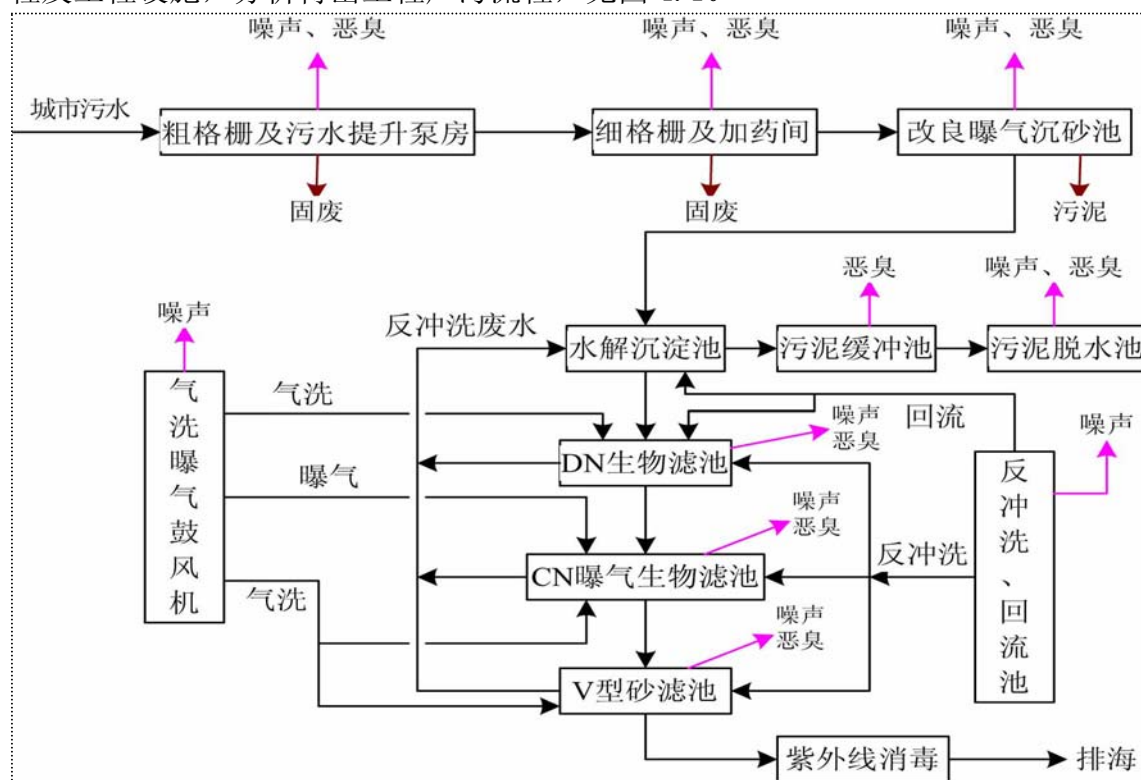 噪声、恶臭
噪声、恶臭
噪声、恶臭
城市污水
粗格栅及污水提升泵房
细格栅及加药间
改良曝气沉砂池
固废
固废
污泥
恶臭
噪声、恶臭
噪声
反冲洗废水
水解沉淀池
污泥缓冲池
污泥脱水池
气洗曝气鼓风机
气洗
回流
噪声
恶臭
噪声
DN生物滤池
曝气
反冲洗、回流池
噪声
恶臭
反冲洗
CN曝气生物滤池
气洗
噪声
恶臭
V型砂滤池
紫外线消毒
排海